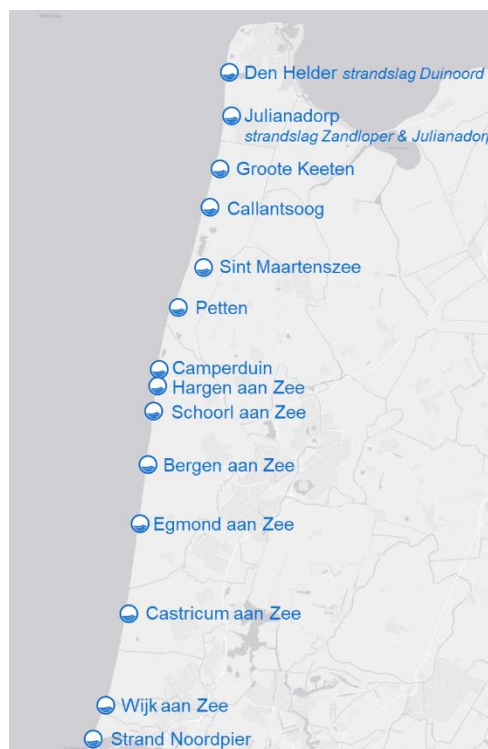 Den Helder strandslag Duinoord
Julianadorp
strandslag Zandloper & Julianadorp
Groote Keeten
Callantsoog
Sint Maartenszee
Petten
Camperduin
Hargen aan Zee
Schoorl aan Zee
Bergen aan Zee
Egmond aan Zee
Castricum aan Zee
Wijk aan Zee
Strand Noordpier